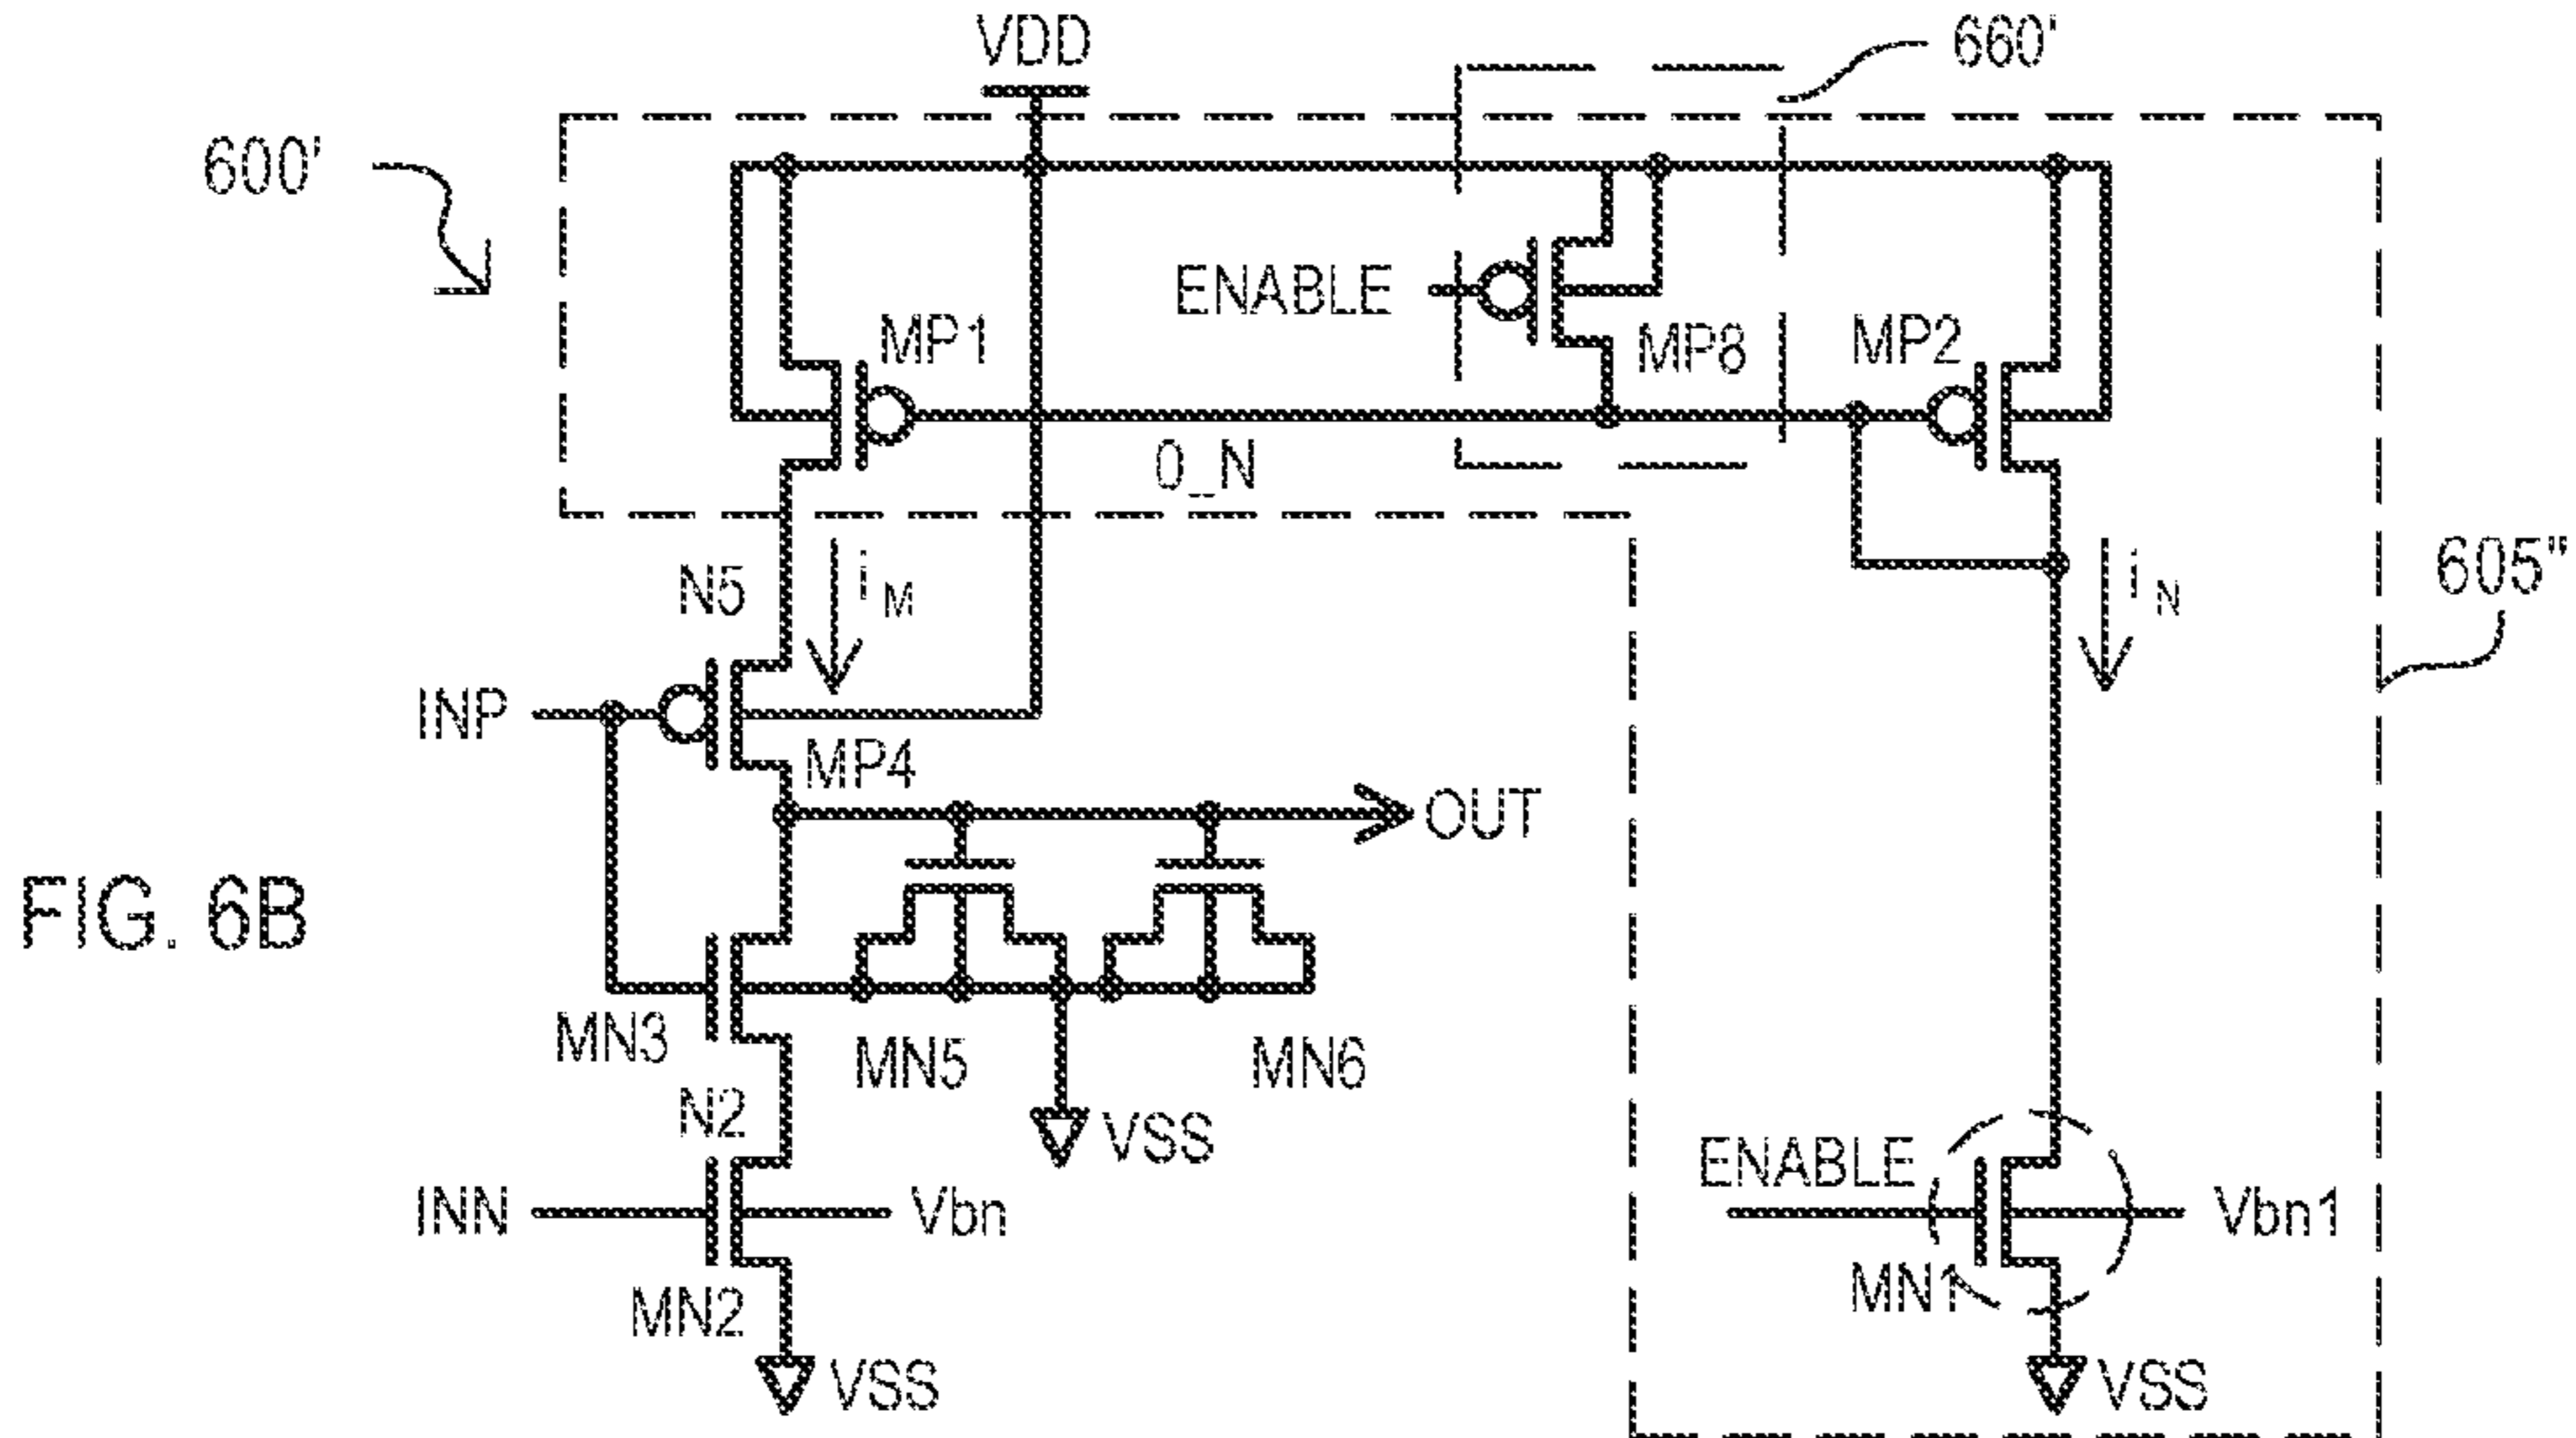 VDD
660'
600'
ENABLE
MP1
MP8
MP2
0_N
N5
i M
i N
605"
INP
MP4
OUT
FIG. 6B
MN3
MN5
MN6
N2
VSS
ENABLE
INN
Vbn
Vbn1
MN2
MN1
VSS
VSS